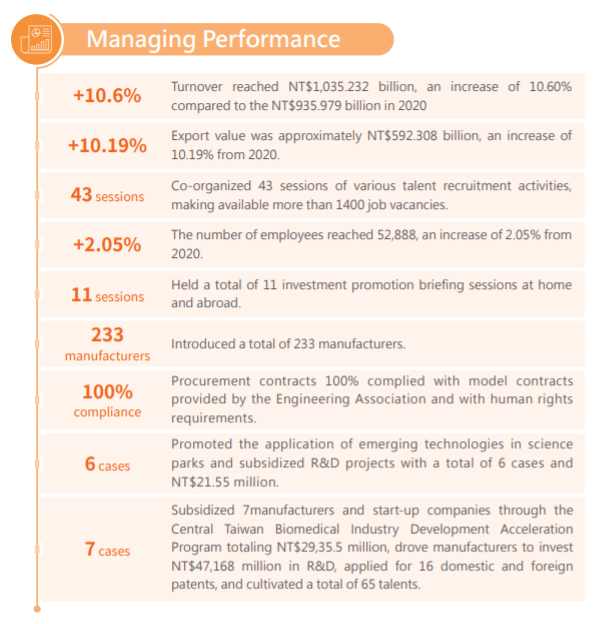 Managing Performance
+10.6%
Turnover reached NT$1,035.232 billion, an increase of 10.60%
compared to the NT$935.979 billion in 2020
+10.19%
Export value was approximately NT$592.308 billion, an increase of
10.19% from 2020.
43 sessions
Co-organized 43 sessions of various talent recruitment activities,
making available more than 1400 job vacancies.
+2.05%
The number of employees reached 52,888, an increase of 2.05% from
2020.
11 sessions
Held a total of 11 investment promotion briefing sessions at home
and abroad.
233
manufacturers
Introduced a total of 233 manufacturers.
100%
compliance
Procurement contracts 100% complied with model contracts
provided by the Engineering Association and with human rights
requirements.
6 cases
Promoted the application of emerging technologies in science
parks and subsidized R&D projects with a total of 6 cases and
NT$21.55 million.
7 cases
Subsidized 7manufacturers and start-up companies through the
Central Taiwan Biomedical Industry Development Acceleration
Program totaling NT$29,35.5 million, drove manufacturers to invest
NT$47,168 million in R&D, applied for 16 domestic and foreign
patents, and cultivated a total of 65 talents.